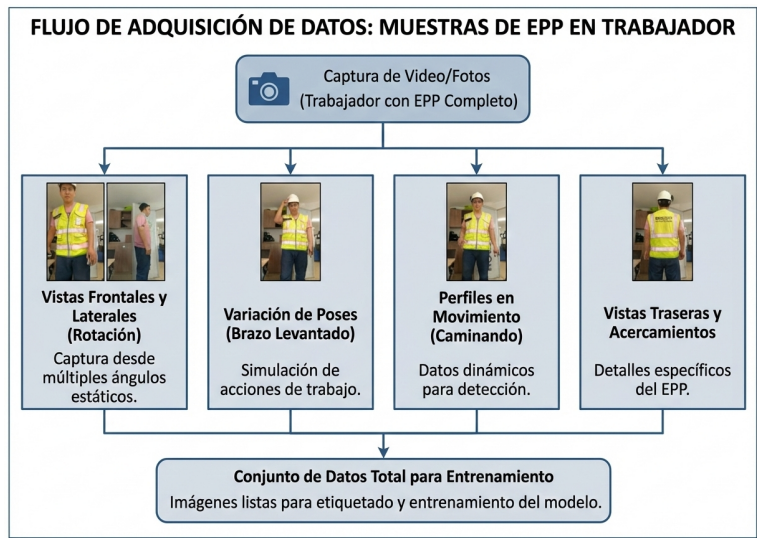 FLUJO DE ADQUISICIÓN DE DATOS: MUESTRAS DE EPP EN TRABAJADOR
Captura de Video/Fotos
(Trabajador con EPP Completo)
Vistas Frontales y
Laterales
(Rotación)
Captura desde
múltiples ángulos
estáticos.
Variación de Poses
(Brazo Levantado)
Simulación de
acciones de trabajo.
Perfiles en
Movimiento
(Caminando)
Datos dinámicos
para detección.
Vistas Traseras y
Acercamientos
Detalles específicos
del EPP.
Conjunto de Datos Total para Entrenamiento
Imágenes listas para etiquetado y entrenamiento del modelo.